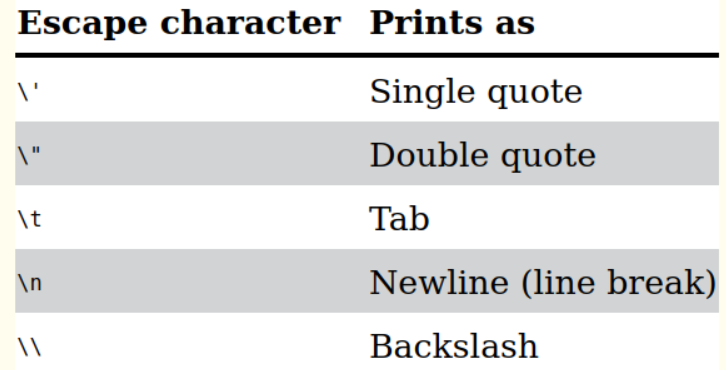 Escape character Prints as
\' Single quote
\" Double quote
\t Tab
\n Newline (line break)
\\ Backslash